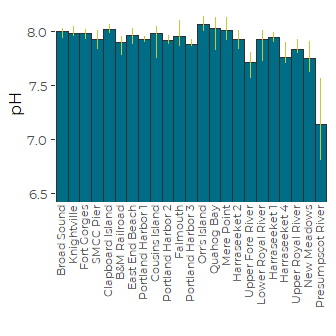 pH
8.0
7.5
7.0
6.5
Broad Sound
Knightville
Fort Gorges
SMCC Pier
Clapboard Island
B&M Railroad
East End Beach
Portland Harbor 1
Cousins Island
Portland Harbor 2
Falmouth
Portland Harbor 3
Orr's Island
Quahog Bay
Mere Point
Harraseeket 2
Upper Fore River
Lower Royal River
Harraseeket 1
Harraseeket 4
Upper Royal River
New Meadows
Presumpscot River